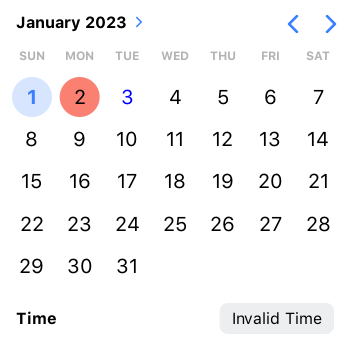 January 2023
SUN MON TUE WED THU FRI SAT
1 2 3 4 5 6 7
8 9 10 11 12 13 14
15 16 17 18 19 20 21
22 23 24 25 26 27 28
29 30 31
Time Invalid Time